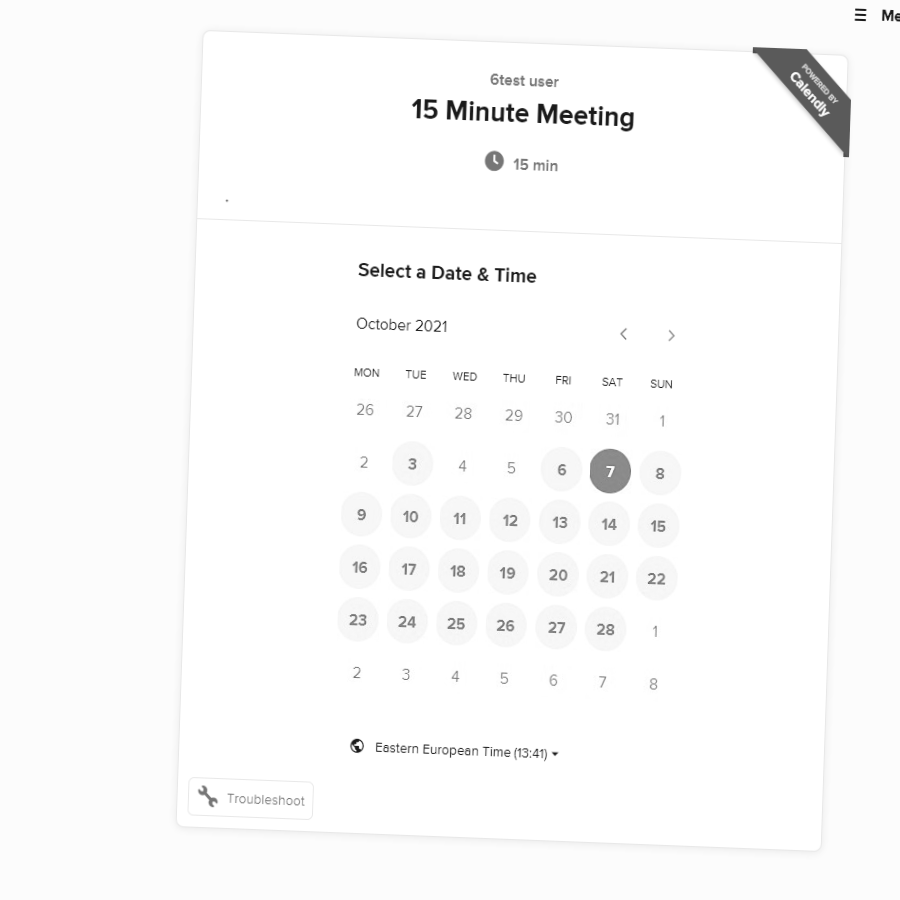 ☰ Me
POWERED BY
Calendly
6test user
15 Minute Meeting
15 min
.
Select a Date & Time
October 2021
MON TUE WED THU FRI SAT SUN
26 27 28 29 30 31 1
2 3 4 5 6 7 8
9 10 11 12 13 14 15
16 17 18 19 20 21 22
23 24 25 26 27 28 1
2 3 4 5 6 7 8
Eastern European Time (13:41)
Troubleshoot